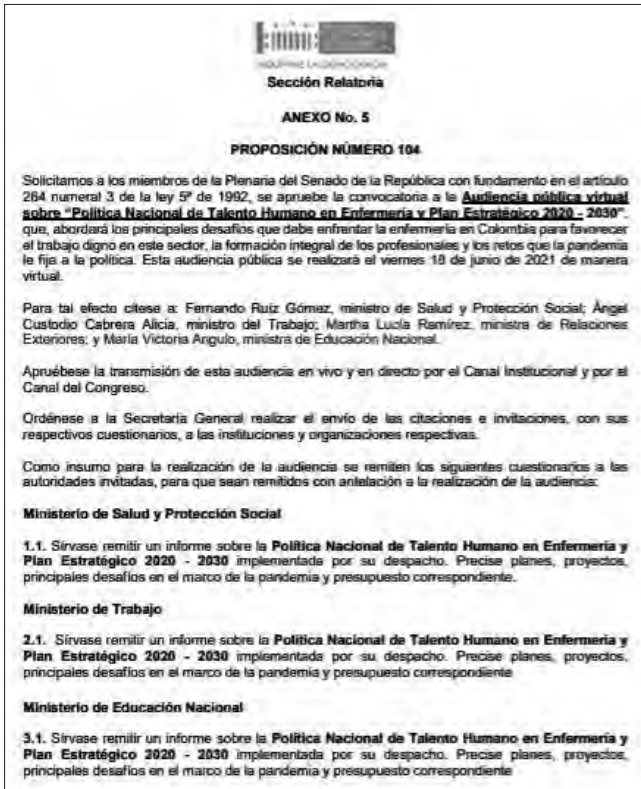 Sección Relatoría
ANEXO No. 5
PROPOSICIÓN NÚMERO 104
Solicitamos a los miembros de la Plenaria del Senado de la República con fundamento en el artículo
264 numeral 3 de la ley 5ª de 1992, se apruebe la convocatoria a la Audiencia pública virtual
sobre "Política Nacional de Talento Humano en Enfermería y Plan Estratégico 2020 - 2030",
que, abordará los principales desafíos que debe enfrentar la enfermería en Colombia para favorecer
el trabajo digno en este sector, la formación integral de los profesionales y los retos que la pandemia
le fija a la política. Esta audiencia pública se realizará el viernes 18 de junio de 2021 de manera
virtual.
Para tal efecto cítese a: Fernando Ruiz Gómez, ministro de Salud y Protección Social; Ángel
Custodio Cabrera Alicia, ministro del Trabajo; Martha Lucía Ramírez, ministra de Relaciones
Exteriores; y María Victoria Angulo, ministra de Educación Nacional.
Apruébese la transmisión de esta audiencia en vivo y en directo por el Canal Institucional y por el
Canal del Congreso.
Ordénese a la Secretaría General realizar el envío de las citaciones e invitaciones, con sus
respectivos cuestionarios, a las instituciones y organizaciones respectivas.
Como insumo para la realización de la audiencia se remiten los siguientes cuestionarios a las
autoridades invitadas, para que sean remitidos con antelación a la realización de la audiencia:
Ministerio de Salud y Protección Social
1.1. Sírvase remitir un informe sobre la Política Nacional de Talento Humano en Enfermería y
Plan Estratégico 2020 - 2030 implementada por su despacho. Precise planes, proyectos,
principales desafíos en el marco de la pandemia y presupuesto correspondiente.
Ministerio de Trabajo
2.1. Sírvase remitir un informe sobre la Política Nacional de Talento Humano en Enfermería y
Plan Estratégico 2020 - 2030 implementada por su despacho. Precise planes, proyectos,
principales desafíos en el marco de la pandemia y presupuesto correspondiente
Ministerio de Educación Nacional
3.1. Sírvase remitir un informe sobre la Política Nacional de Talento Humano en Enfermería y
Plan Estratégico 2020 - 2030 implementada por su despacho. Precise planes, proyectos,
principales desafíos en el marco de la pandemia y presupuesto correspondiente